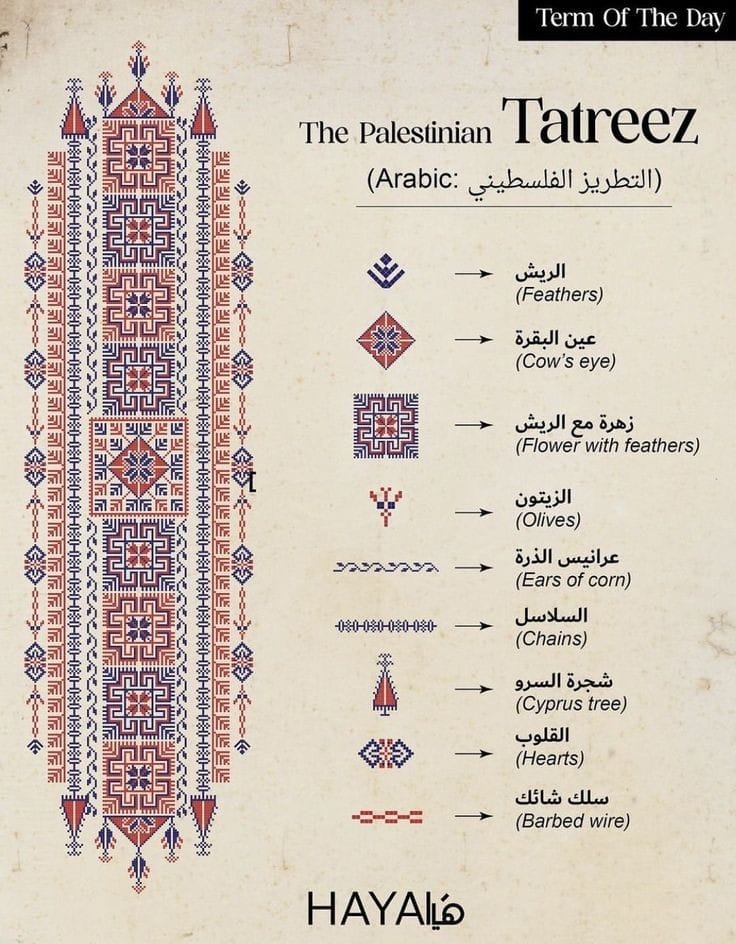 Term Of The Day
The Palestinian Tatreez
(Arabic: التطريز الفلسطيني)
الريش
(Feathers)
عين البقرة
(Cow's eye)
زهرة مع الريش
(Flower with feathers)
الزيتون
(Olives)
عرانيس الذرة
(Ears of corn)
السلاسل
(Chains)
شجرة السرو
(Cyprus tree)
القلوب
(Hearts)
سلك شائك
(Barbed wire)
HAYA هيا